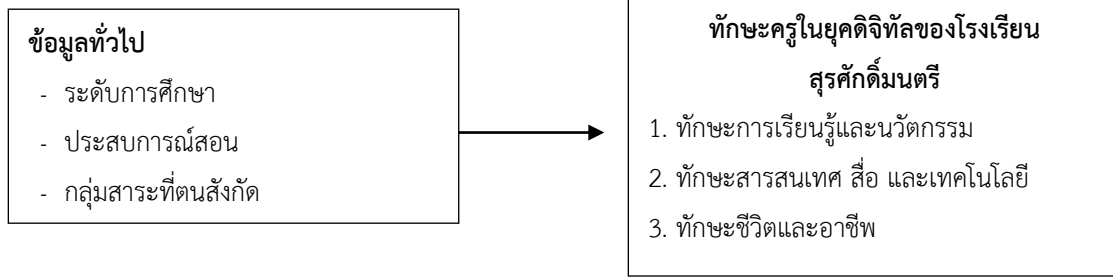 ข้อมูลทั่วไป
- ระดับการศึกษา
- ประสบการณ์สอน
- กลุ่มสาระที่ตนสังกัด
ทักษะครูในยุคดิจิทัลของโรงเรียน
สุรศักดิ์มนตรี
1. ทักษะการเรียนรู้และนวัตกรรม
2. ทักษะสารสนเทศ สื่อ และเทคโนโลยี
3. ทักษะชีวิตและอาชีพ